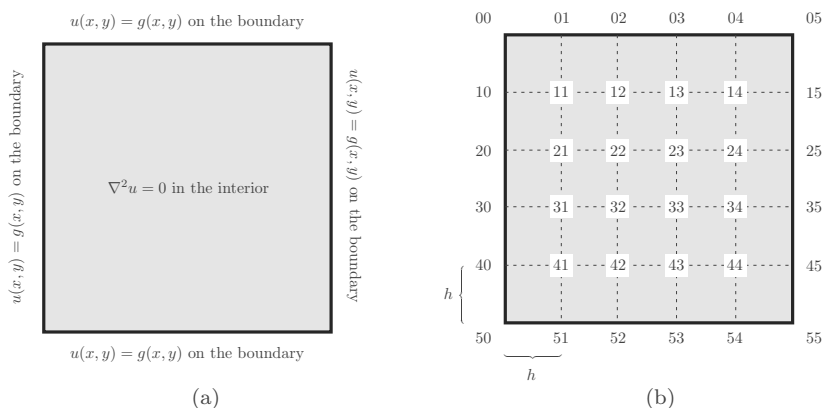 u(x, y) = g(x, y) on the boundary
u(x, y) = g(x, y) on the boundary
∇²u = 0 in the interior
u(x, y) = g(x, y) on the boundary
u(x, y) = g(x, y) on the boundary
(a)
00 01 02 03 04 05
10 11 12 13 14 15
20 21 22 23 24 25
30 31 32 33 34 35
40 41 42 43 44 45
h
50 51 52 53 54 55
h
(b)